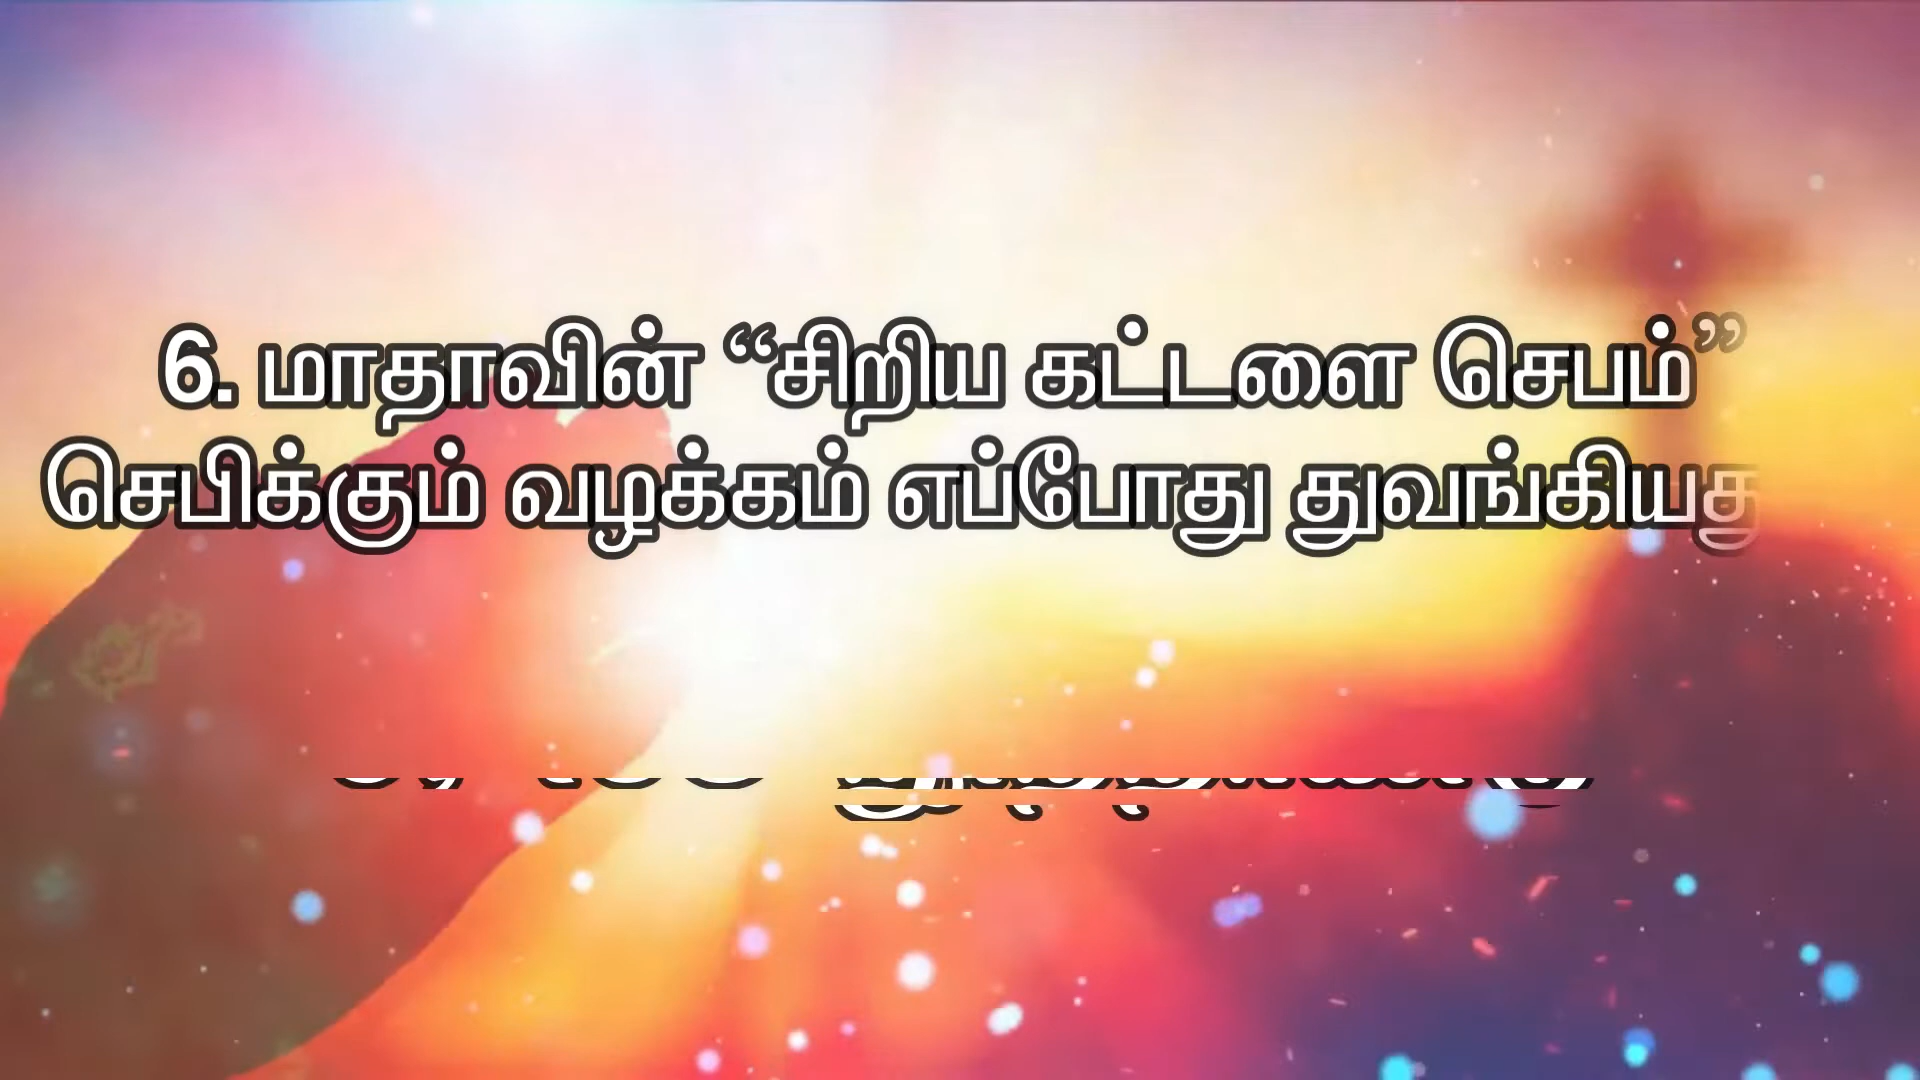 6. மாதாவின் “சிறிய கட்டளை செபம்”
செபிக்கும் வழக்கம் எப்போது துவங்கியது